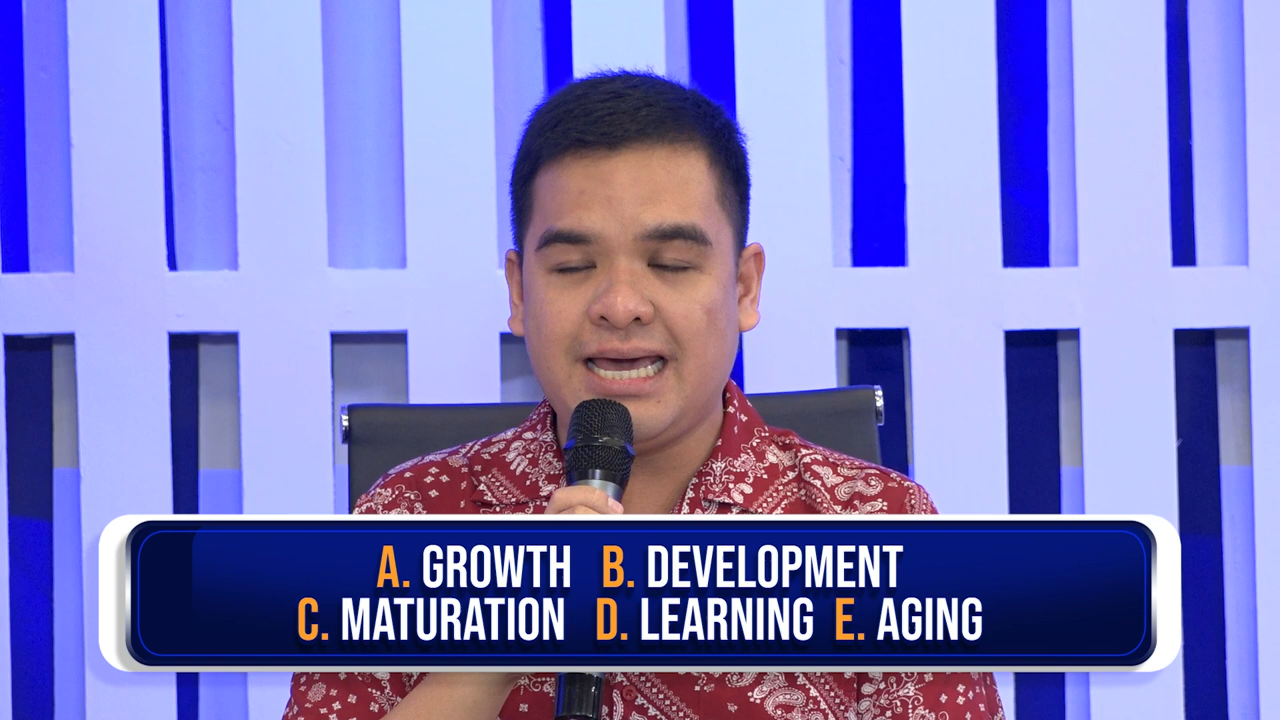 A. GROWTH B. DEVELOPMENT
C. MATURATION D. LEARNING E. AGING